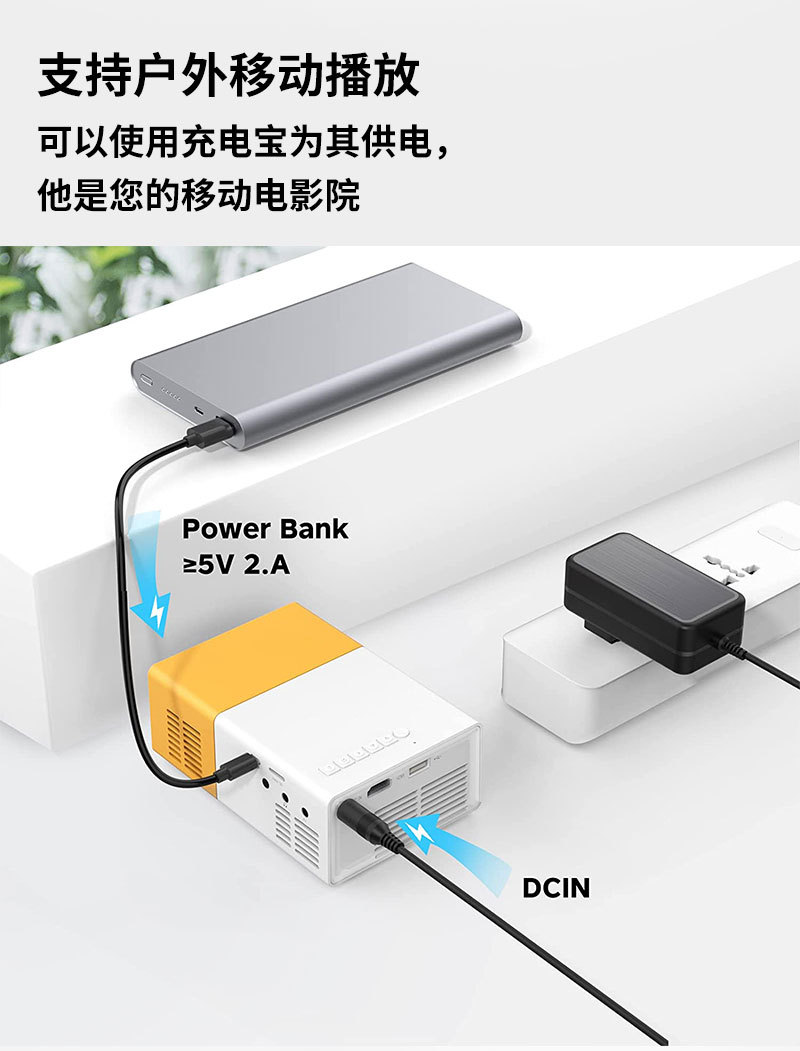 支持户外移动播放
可以使用充电宝为其供电，
他是您的移动电影院
Power Bank
≥5V 2.A
DCIN